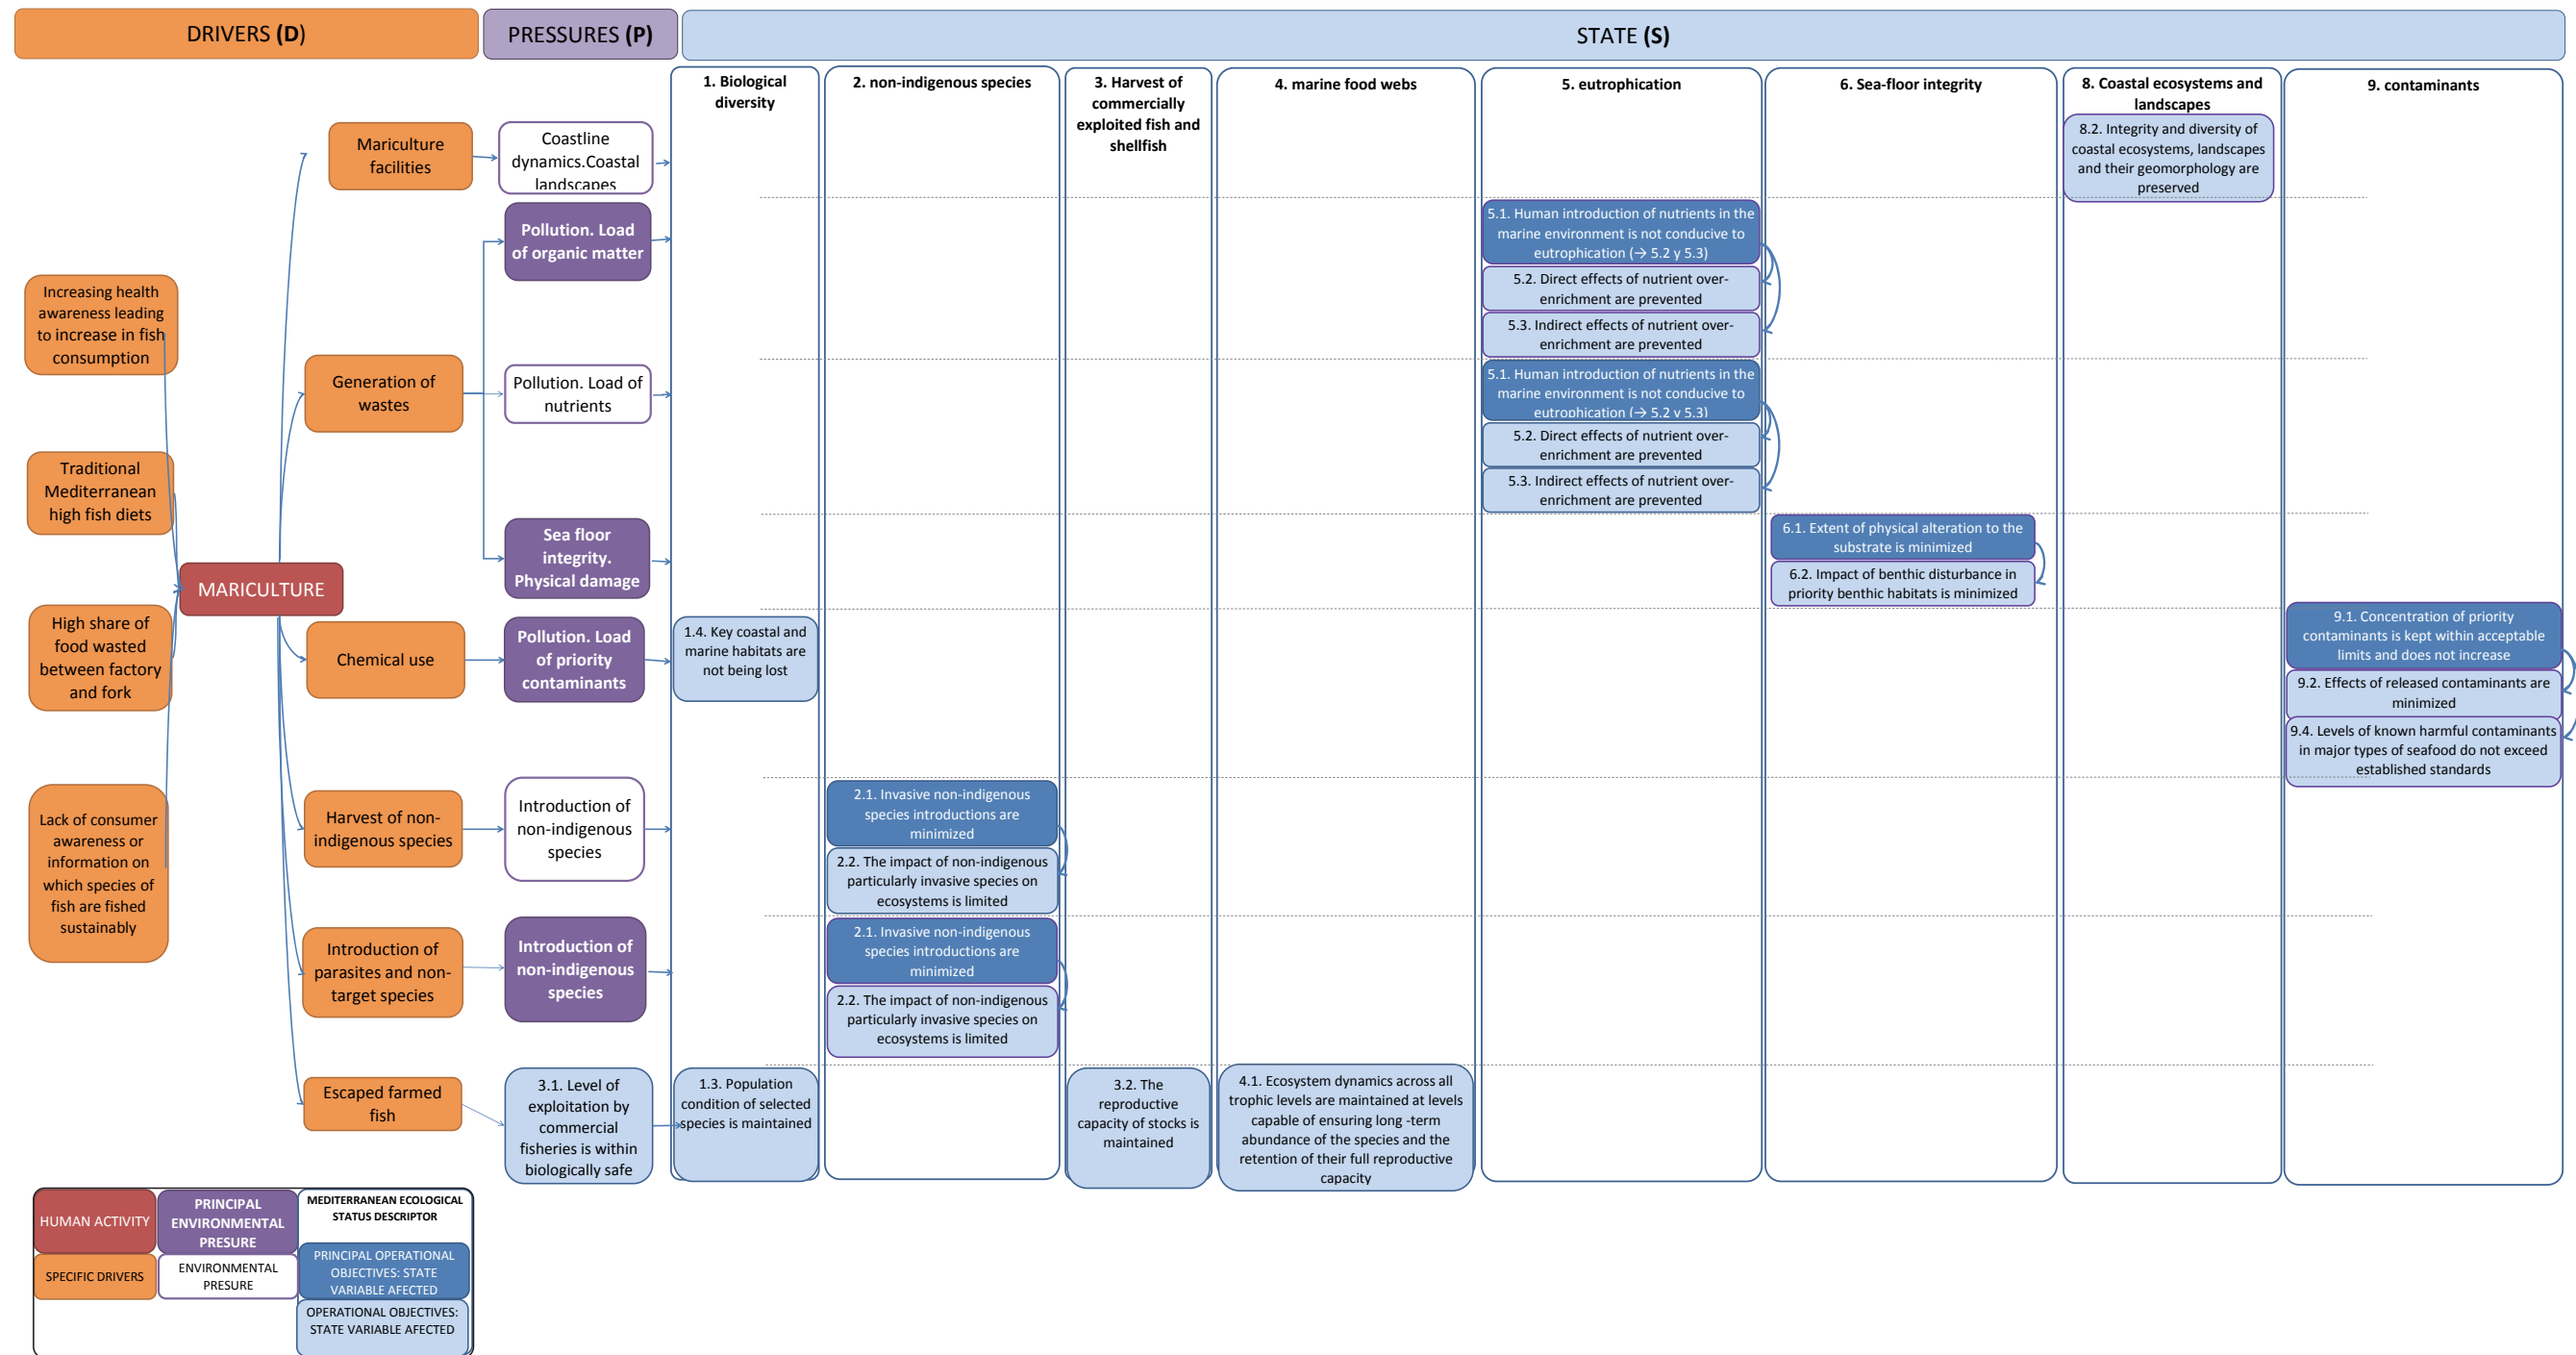 DRIVERS (D)
PRESSURES (P)
STATE (S)
1. Biological
diversity
2. non-indigenous species
3. Harvest of
commercially
exploited fish and
shellfish
4. marine food webs
5. eutrophication
6. Sea-floor integrity
8. Coastal ecosystems and
landscapes
9. contaminants
Increasing health
awareness leading
to increase in fish
consumption
Traditional
Mediterranean
high fish diets
High share of
food wasted
between factory
and fork
Lack of consumer
awareness or
information on
which species of
fish are fished
sustainably
MARICULTURE
Mariculture
facilities
Coastline
dynamics.Coastal
landscapes
8.2. Integrity and diversity of
coastal ecosystems, landscapes
and their geomorphology are
preserved
Generation of
wastes
Pollution. Load
of organic matter
5.1. Human introduction of nutrients in the
marine environment is not conducive to
eutrophication (→ 5.2 y 5.3)
5.2. Direct effects of nutrient over-
enrichment are prevented
5.3. Indirect effects of nutrient over-
enrichment are prevented
Pollution. Load of
nutrients
5.1. Human introduction of nutrients in the
marine environment is not conducive to
eutrophication (→ 5.2 y 5.3)
5.2. Direct effects of nutrient over-
enrichment are prevented
5.3. Indirect effects of nutrient over-
enrichment are prevented
Sea floor
integrity.
Physical damage
6.1. Extent of physical alteration to the
substrate is minimized
6.2. Impact of benthic disturbance in
priority benthic habitats is minimized
Chemical use
Pollution. Load
of priority
contaminants
1.4. Key coastal and
marine habitats are
not being lost
9.1. Concentration of priority
contaminants is kept within acceptable
limits and does not increase
9.2. Effects of released contaminants are
minimized
9.4. Levels of known harmful contaminants
in major types of seafood do not exceed
established standards
Harvest of non-
indigenous species
Introduction of
non-indigenous
species
2.1. Invasive non-indigenous
species introductions are
minimized
2.2. The impact of non-indigenous
particularly invasive species on
ecosystems is limited
Introduction of
parasites and non-
target species
Introduction of
non-indigenous
species
2.1. Invasive non-indigenous
species introductions are
minimized
2.2. The impact of non-indigenous
particularly invasive species on
ecosystems is limited
Escaped farmed
fish
3.1. Level of
exploitation by
commercial
fisheries is within
biologically safe
1.3. Population
condition of selected
species is maintained
3.2. The
reproductive
capacity of stocks is
maintained
4.1. Ecosystem dynamics across all
trophic levels are maintained at levels
capable of ensuring long -term
abundance of the species and the
retention of their full reproductive
capacity
HUMAN ACTIVITY
PRINCIPAL
ENVIRONMENTAL
PRESURE
MEDITERRANEAN ECOLOGICAL
STATUS DESCRIPTOR
SPECIFIC DRIVERS
ENVIRONMENTAL
PRESURE
PRINCIPAL OPERATIONAL
OBJECTIVES: STATE
VARIABLE AFECTED
OPERATIONAL OBJECTIVES:
STATE VARIABLE AFECTED